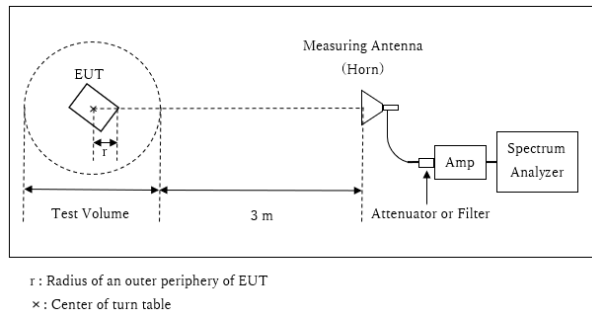 Measuring Antenna
(Horn)
EUT
r
Amp
Spectrum
Analyzer
Test Volume
3 m
Attenuator or Filter
r : Radius of an outer periphery of EUT
× : Center of turn table